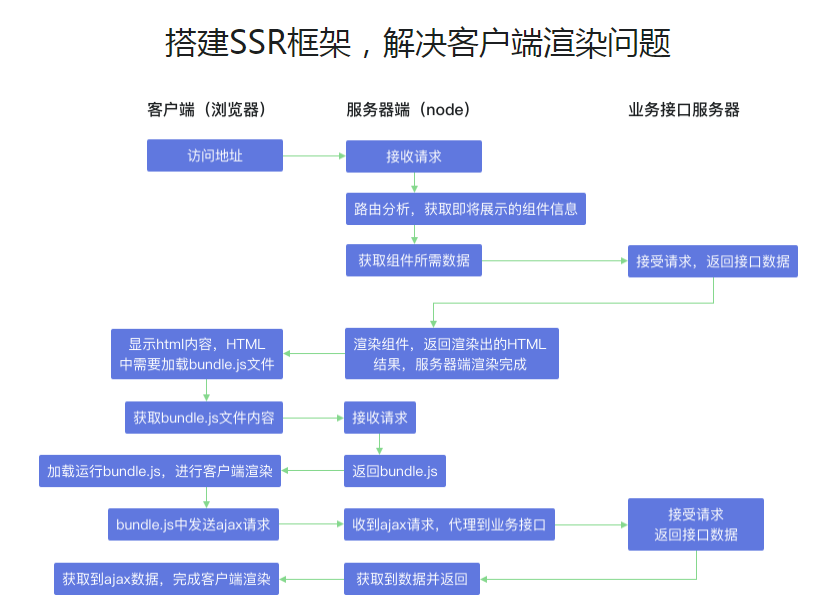 搭建SSR框架，解决客户端渲染问题
客户端（浏览器）
服务器端（node）
业务接口服务器
访问地址
接收请求
路由分析，获取即将展示的组件信息
获取组件所需数据
接受请求，返回接口数据
显示html内容，HTML
中需要加载bundle.js文件
渲染组件，返回渲染出的HTML
结果，服务器端渲染完成
获取bundle.js文件内容
接收请求
加载运行bundle.js，进行客户端渲染
返回bundle.js
bundle.js中发送ajax请求
收到ajax请求，代理到业务接口
接受请求
返回接口数据
获取到ajax数据，完成客户端渲染
获取到数据并返回